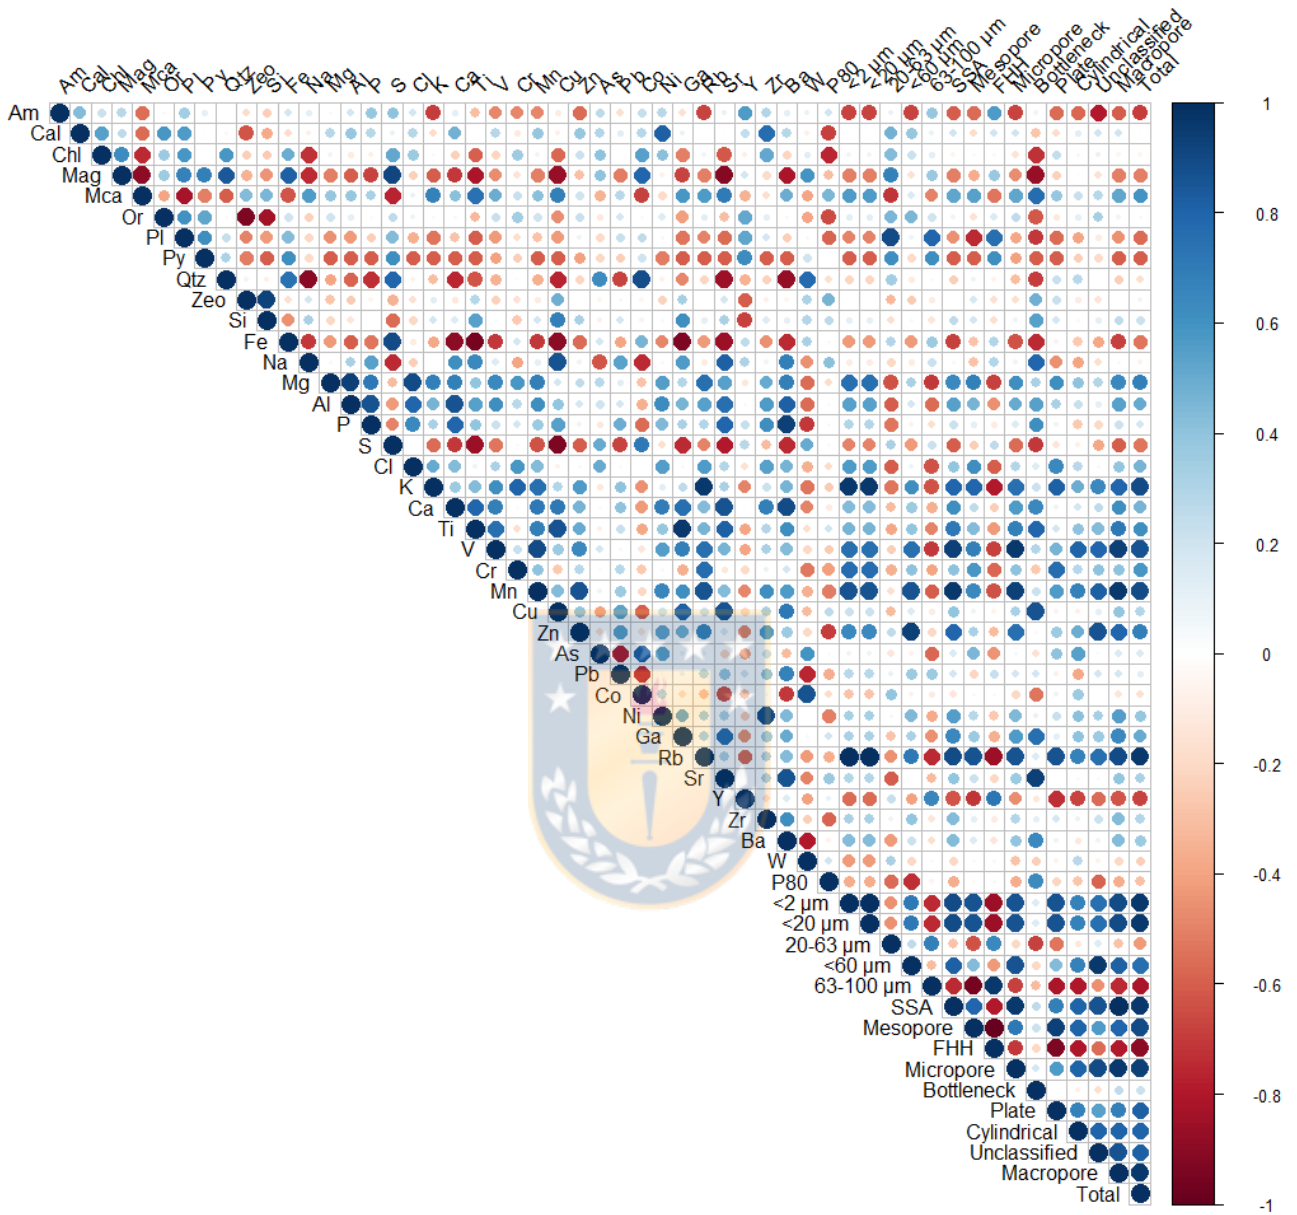 Am Cal Chl Mag Mca Or Pl Py Qtz Zeo Si Fe Na Mg Al P S Cl K Ca Ti V Cr Mn Cu Zn As Pb Co Ni Ga Rb Sr Y Zr Ba W P80 <2 µm <20 µm 20-63 µm <60 µm 63-100 µm SSA Mesopore FHH Micropore Bottleneck Plate Cylindrical Unclassified Macropore Total
Am
Cal
Chl
Mag
Mca
Or
Pl
Py
Qtz
Zeo
Si
Fe
Na
Mg
Al
P
S
Cl
K
Ca
Ti
V
Cr
Mn
Cu
Zn
As
Pb
Co
Ni
Ga
Rb
Sr
Y
Zr
Ba
W
P80
<2 µm
<20 µm
20-63 µm
<60 µm
63-100 µm
SSA
Mesopore
FHH
Micropore
Bottleneck
Plate
Cylindrical
Unclassified
Macropore
Total
1
0.8
0.6
0.4
0.2
0
-0.2
-0.4
-0.6
-0.8
-1